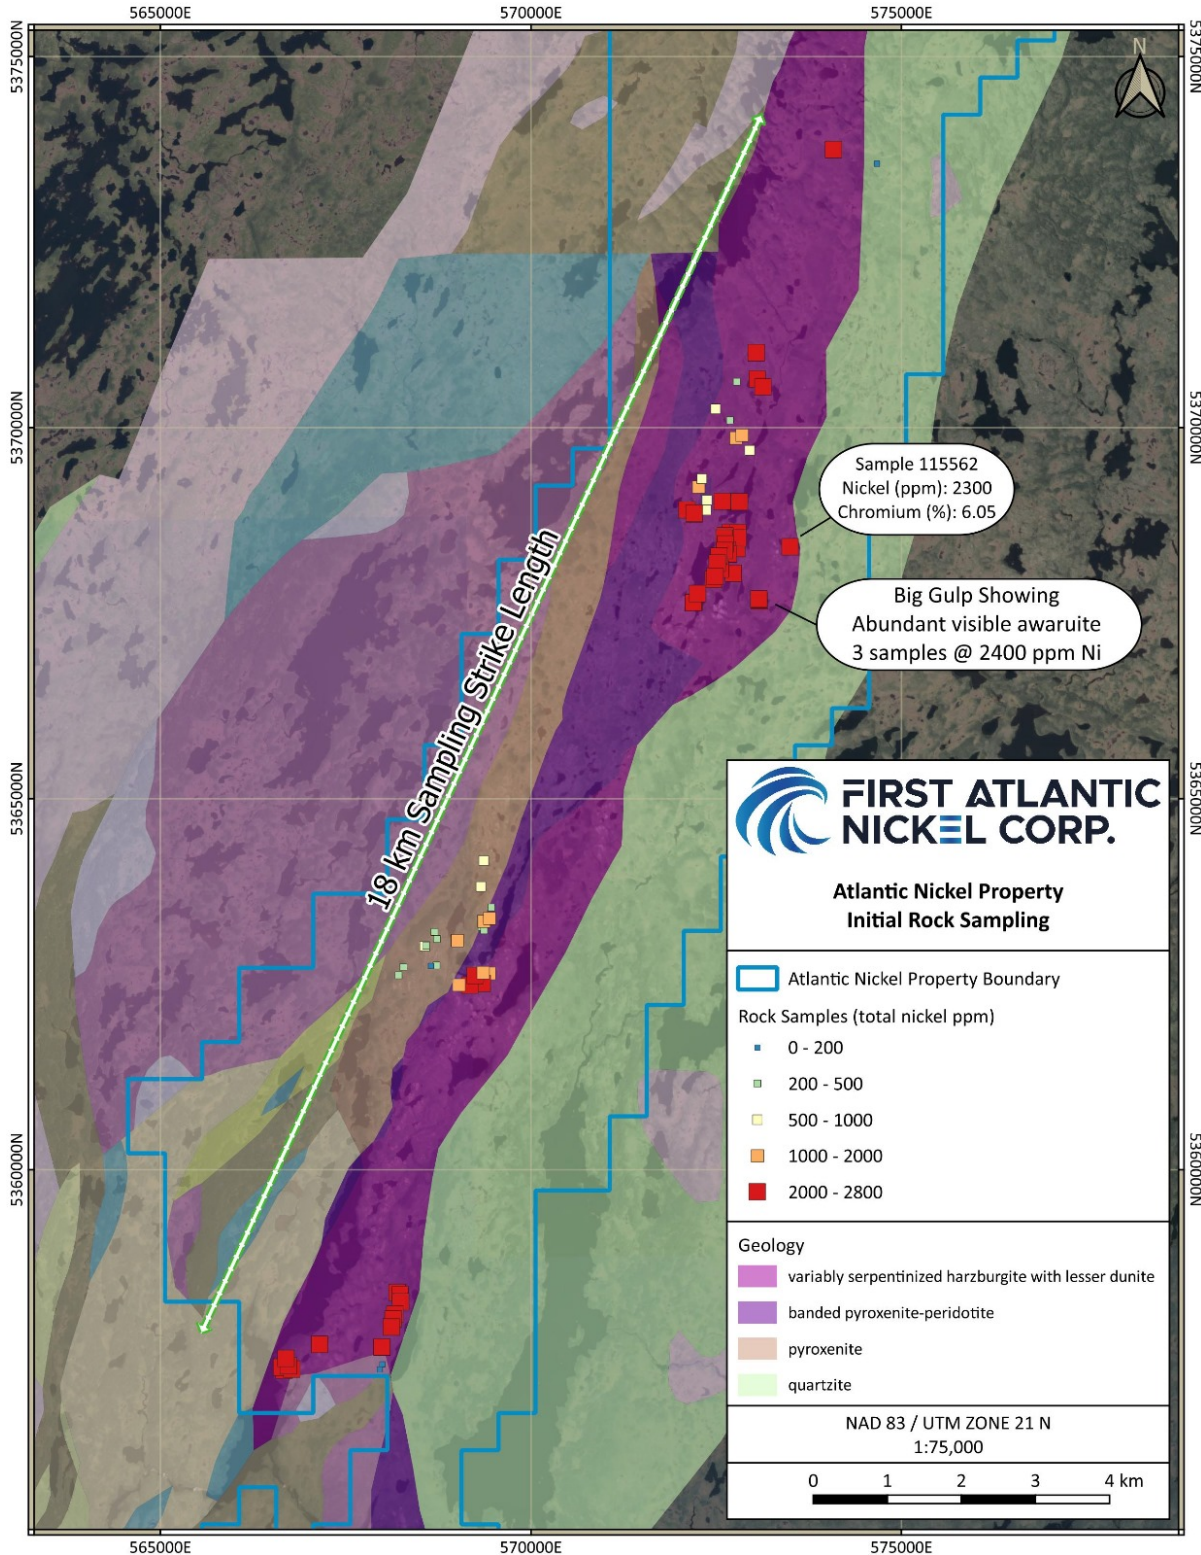 565000E
570000E
575000E
5375000N
5375000N
N
5370000N
5370000N
Sample 115562
Nickel (ppm): 2300
Chromium (%): 6.05
Big Gulp Showing
Abundant visible awaruite
3 samples @ 2400 ppm Ni
18 km Sampling Strike Length
5365000N
5365000N
FIRST ATLANTIC
NICKEL CORP.
Atlantic Nickel Property
Initial Rock Sampling
Atlantic Nickel Property Boundary
Rock Samples (total nickel ppm)
0 - 200
200 - 500
500 - 1000
1000 - 2000
2000 - 2800
5360000N
5360000N
Geology
variably serpentinized harzburgite with lesser dunite
banded pyroxenite-peridotite
pyroxenite
quartzite
NAD 83 / UTM ZONE 21 N
1:75,000
0 1 2 3 4 km
565000E
570000E
575000E